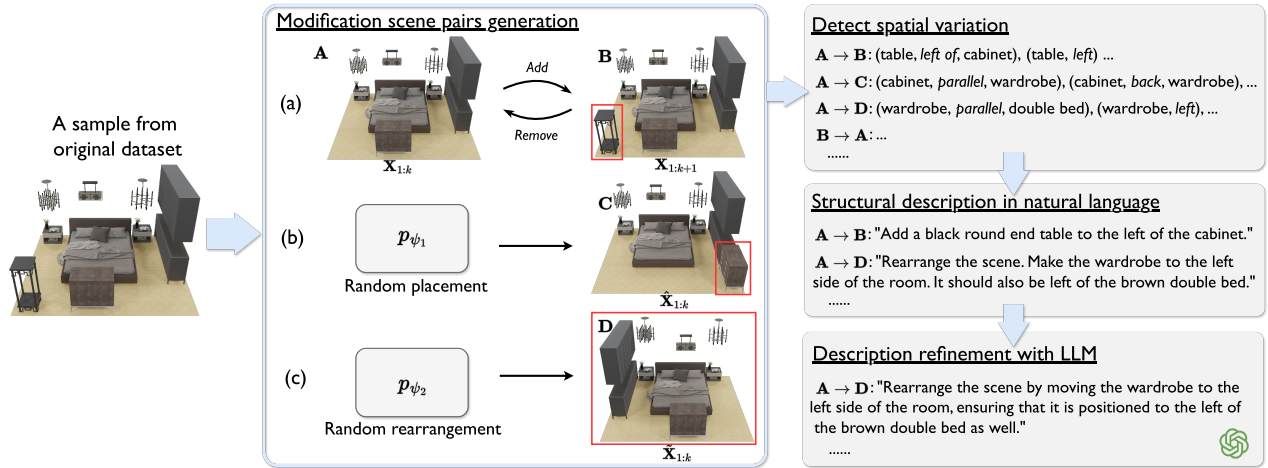 A sample from
original dataset
Modification scene pairs generation
(a)
A
Add
Remove
B
X1:k
X1:k+1
(b)
pψ1
Random placement
C
X̂1:k
(c)
pψ2
Random rearrangement
D
X̃1:k
Detect spatial variation
A → B: (table, left of, cabinet), (table, left) ...
A → C: (cabinet, parallel, wardrobe), (cabinet, back, wardrobe), ...
A → D: (wardrobe, parallel, double bed), (wardrobe, left), ...
B → A: ...
......
Structural description in natural language
A → B: "Add a black round end table to the left of the cabinet."
A → D: "Rearrange the scene. Make the wardrobe to the left
side of the room. It should also be left of the brown double bed."
......
Description refinement with LLM
A → D: "Rearrange the scene by moving the wardrobe to the
left side of the room, ensuring that it is positioned to the left of
the brown double bed as well."
......